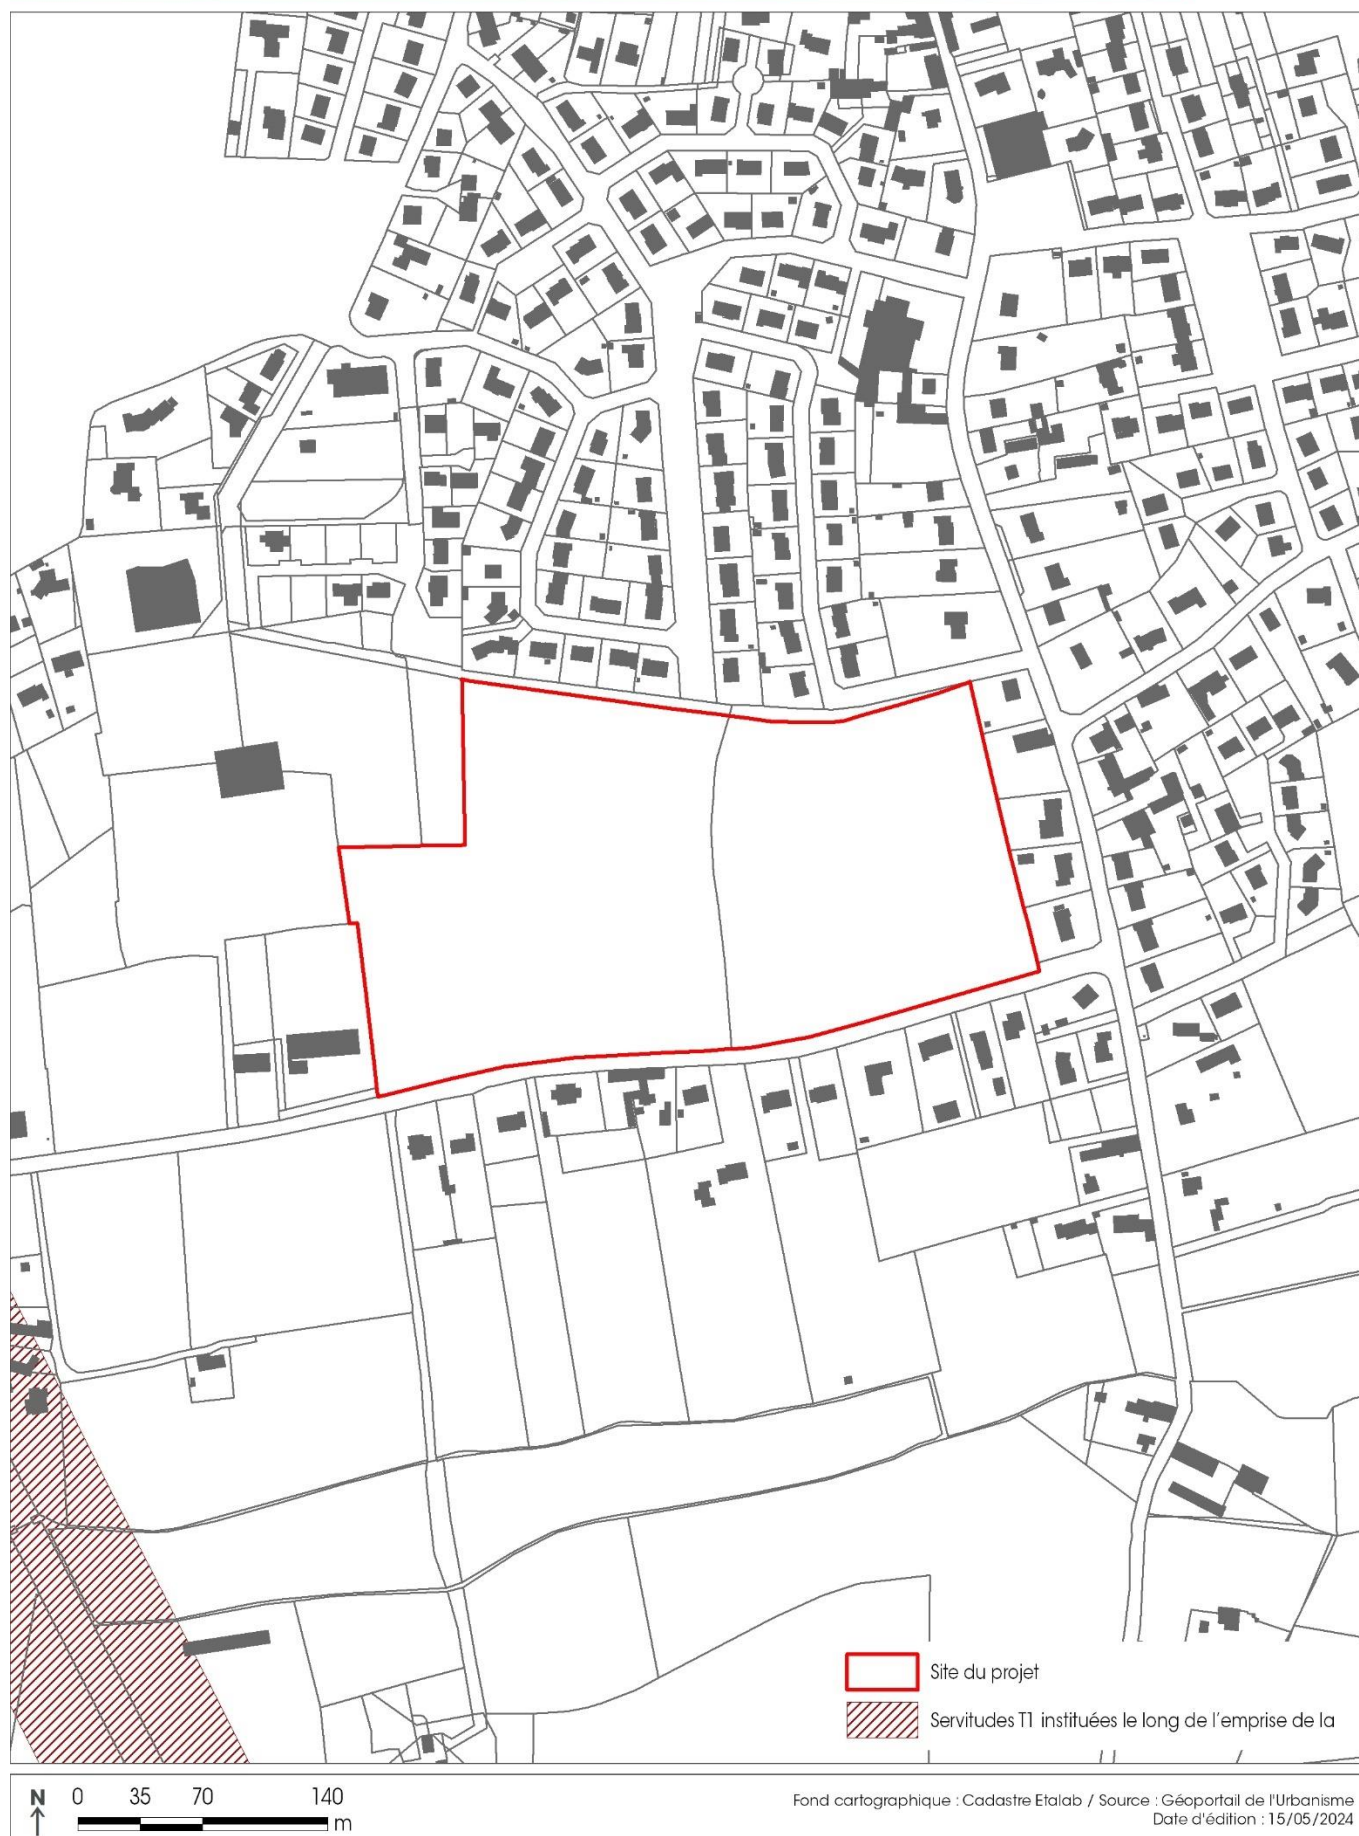 Site du projet
Servitudes T1 instituées le long de l'emprise de la
N 0 35 70 140
m
Fond cartographique : Cadastre Etalab / Source : Géoportail de l'Urbanisme
Date d'édition : 15/05/2024